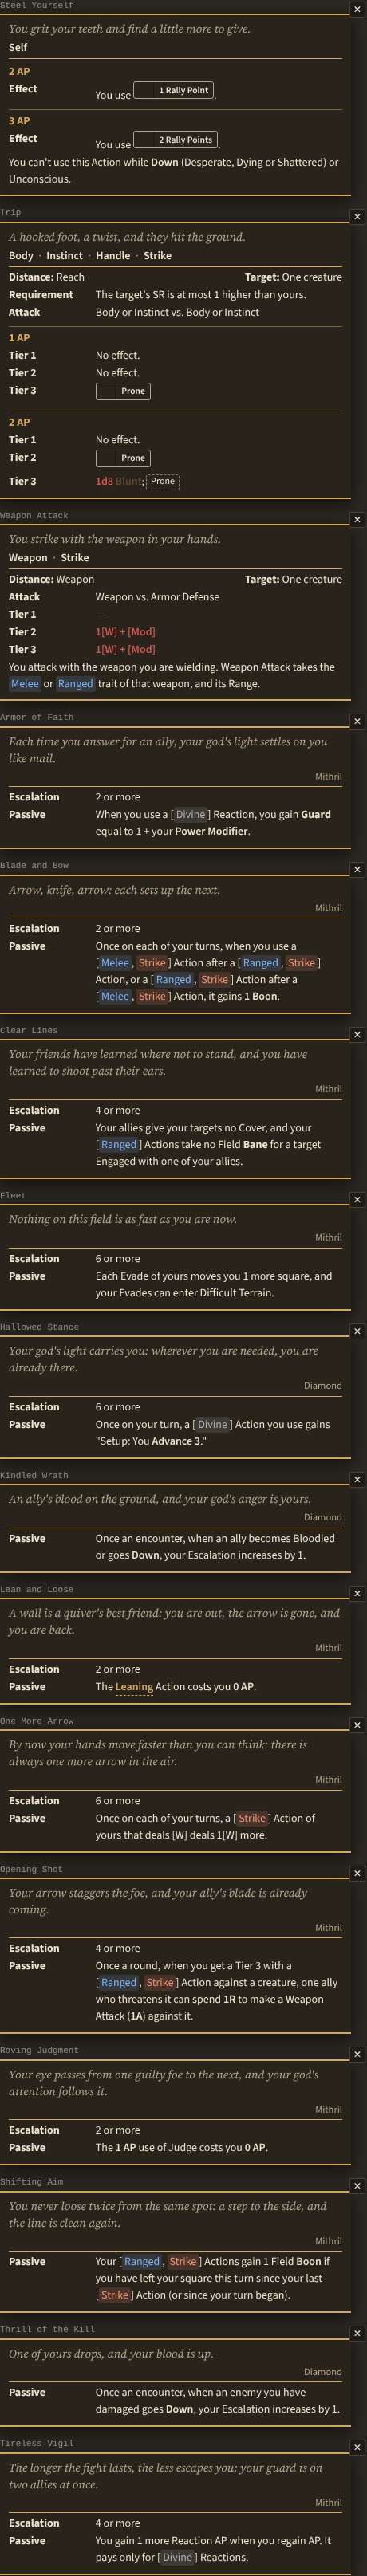 Steel Yourself
×
You grit your teeth and find a little more to give.
Self
2 AP
Effect You use 1 Rally Point.
3 AP
Effect You use 2 Rally Points.
You can't use this Action while Down (Desperate, Dying or Shattered) or
Unconscious.
Trip
×
A hooked foot, a twist, and they hit the ground.
Body · Instinct · Handle · Strike
Distance: Reach Target: One creature
Requirement The target's SR is at most 1 higher than yours.
Attack Body or Instinct vs. Body or Instinct
1 AP
Tier 1 No effect.
Tier 2 No effect.
Tier 3 Prone
2 AP
Tier 1 No effect.
Tier 2 Prone
Tier 3 1d8 Blunt; Prone
Weapon Attack
×
You strike with the weapon in your hands.
Weapon · Strike
Distance: Weapon Target: One creature
Attack Weapon vs. Armor Defense
Tier 1 —
Tier 2 1[W] + [Mod]
Tier 3 1[W] + [Mod]
You attack with the weapon you are wielding. Weapon Attack takes the
Melee or Ranged trait of that weapon, and its Range.
Armor of Faith
×
Each time you answer for an ally, your god's light settles on you
like mail.
Mithril
Escalation 2 or more
Passive When you use a [Divine] Reaction, you gain Guard
equal to 1 + your Power Modifier.
Blade and Bow
×
Arrow, knife, arrow: each sets up the next.
Mithril
Escalation 2 or more
Passive Once on each of your turns, when you use a
[Melee, Strike] Action after a [Ranged, Strike]
Action, or a [Ranged, Strike] Action after a
[Melee, Strike] Action, it gains 1 Boon.
Clear Lines
×
Your friends have learned where not to stand, and you have
learned to shoot past their ears.
Mithril
Escalation 4 or more
Passive Your allies give your targets no Cover, and your
[Ranged] Actions take no Field Bane for a target
Engaged with one of your allies.
Fleet
×
Nothing on this field is as fast as you are now.
Mithril
Escalation 6 or more
Passive Each Evade of yours moves you 1 more square, and
your Evades can enter Difficult Terrain.
Hallowed Stance
×
Your god's light carries you: wherever you are needed, you are
already there.
Diamond
Escalation 6 or more
Passive Once on your turn, a [Divine] Action you use gains
"Setup: You Advance 3."
Kindled Wrath
×
An ally's blood on the ground, and your god's anger is yours.
Diamond
Passive Once an encounter, when an ally becomes Bloodied
or goes Down, your Escalation increases by 1.
Lean and Loose
×
A wall is a quiver's best friend: you are out, the arrow is gone, and
you are back.
Mithril
Escalation 2 or more
Passive The Leaning Action costs you 0 AP.
One More Arrow
×
By now your hands move faster than you can think: there is
always one more arrow in the air.
Mithril
Escalation 6 or more
Passive Once on each of your turns, a [Strike] Action of
yours that deals [W] deals 1[W] more.
Opening Shot
×
Your arrow staggers the foe, and your ally's blade is already
coming.
Mithril
Escalation 4 or more
Passive Once a round, when you get a Tier 3 with a
[Ranged, Strike] Action against a creature, one ally
who threatens it can spend 1R to make a Weapon
Attack (1A) against it.
Roving Judgment
×
Your eye passes from one guilty foe to the next, and your god's
attention follows it.
Mithril
Escalation 2 or more
Passive The 1 AP use of Judge costs you 0 AP.
Shifting Aim
×
You never loose twice from the same spot: a step to the side, and
the line is clean again.
Mithril
Passive Your [Ranged, Strike] Actions gain 1 Field Boon if
you have left your square this turn since your last
[Strike] Action (or since your turn began).
Thrill of the Kill
×
One of yours drops, and your blood is up.
Diamond
Passive Once an encounter, when an enemy you have
damaged goes Down, your Escalation increases by 1.
Tireless Vigil
×
The longer the fight lasts, the less escapes you: your guard is on
two allies at once.
Mithril
Escalation 4 or more
Passive You gain 1 more Reaction AP when you regain AP. It
pays only for [Divine] Reactions.